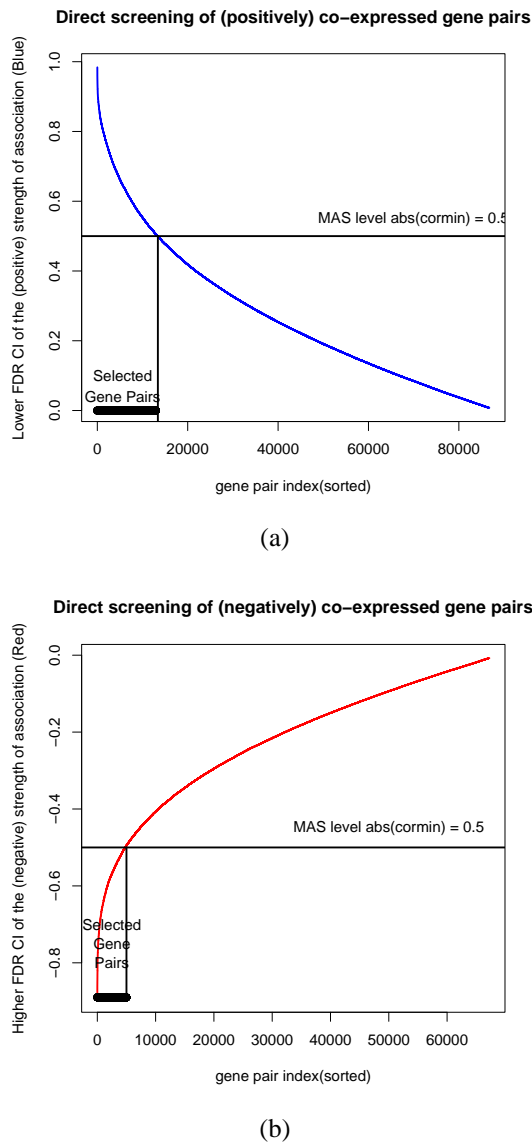 Direct screening of (positively) co−expressed gene pairs
Lower FDR CI of the (positive) strength of association (Blue)
1.0
0.8
0.6
0.4
0.2
0.0
MAS level abs(cormin) = 0.5
Selected
Gene Pairs
0
20000
40000
60000
80000
gene pair index(sorted)
(a)
Direct screening of (negatively) co−expressed gene pairs
Higher FDR CI of the (negative) strength of association (Red)
0.0
−0.2
−0.4
−0.6
−0.8
MAS level abs(cormin) = 0.5
Selected
Gene
Pairs
0
10000
20000
30000
40000
50000
60000
gene pair index(sorted)
(b)